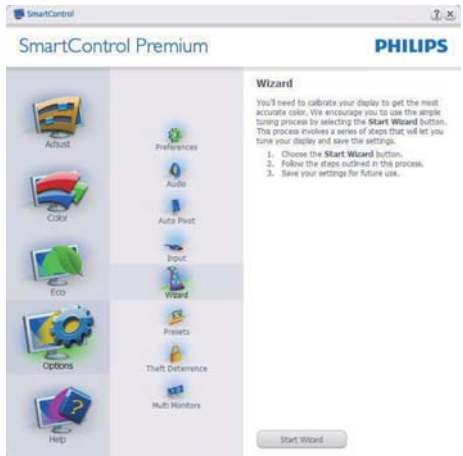 SmartControl
SmartControl Premium
PHILIPS
Adjust
Color
Eco
Options
Help
Preferences
Audio
Auto Pivot
Input
Wizard
Presets
Theft Deterrence
Multi Monitors
Wizard
You'll need to calibrate your display to get the most
accurate color. We encourage you to use the simple
tuning process by selecting the Start Wizard button.
This process involves a series of steps that will let you
tune your display and save the settings.
1. Choose the Start Wizard button.
2. Follow the steps outlined in this process.
3. Save your settings for future use.
Start Wizard